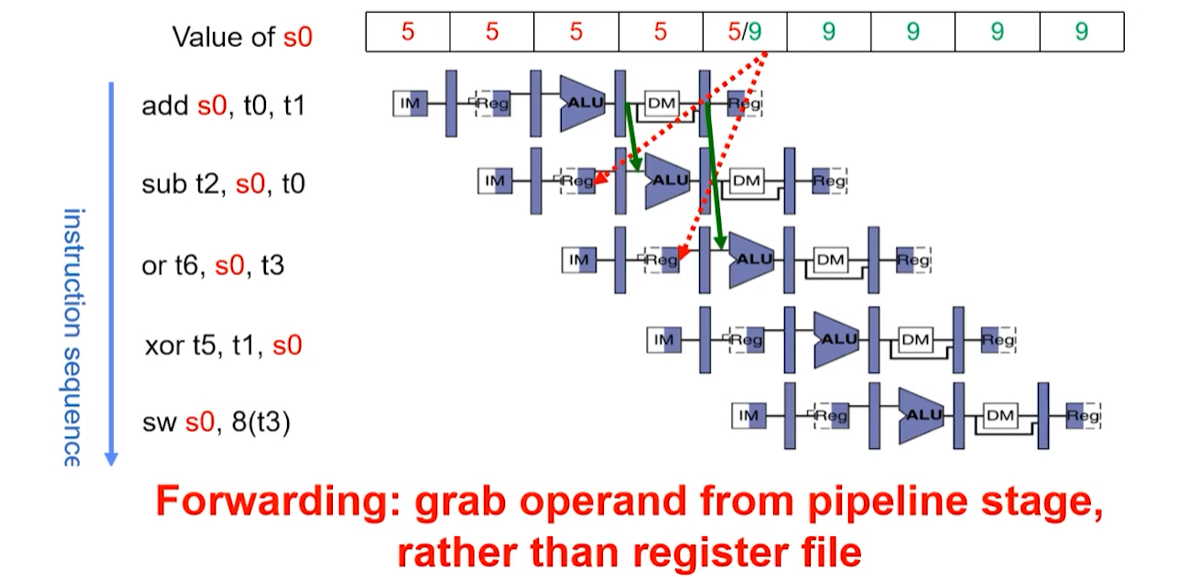 Value of s0 5 5 5 5 5/9 9 9 9 9
add s0, t0, t1 IM Reg ALU DM Reg
sub t2, s0, t0 IM Reg ALU DM Reg
or t6, s0, t3 IM Reg ALU DM Reg
xor t5, t1, s0 IM Reg ALU DM Reg
sw s0, 8(t3) IM Reg ALU DM Reg
instruction sequence
Forwarding: grab operand from pipeline stage,
rather than register file